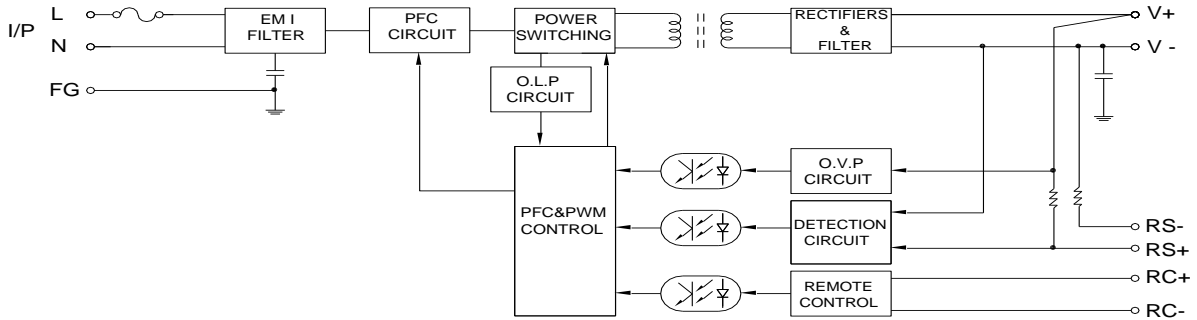 I/P
L
N
FG
EM I
FILTER
PFC
CIRCUIT
POWER
SWITCHING
RECTIFIERS
&
FILTER
V+
V -
O.L.P
CIRCUIT
PFC&PWM
CONTROL
O.V.P
CIRCUIT
DETECTION
CIRCUIT
REMOTE
CONTROL
RS-
RS+
RC+
RC-